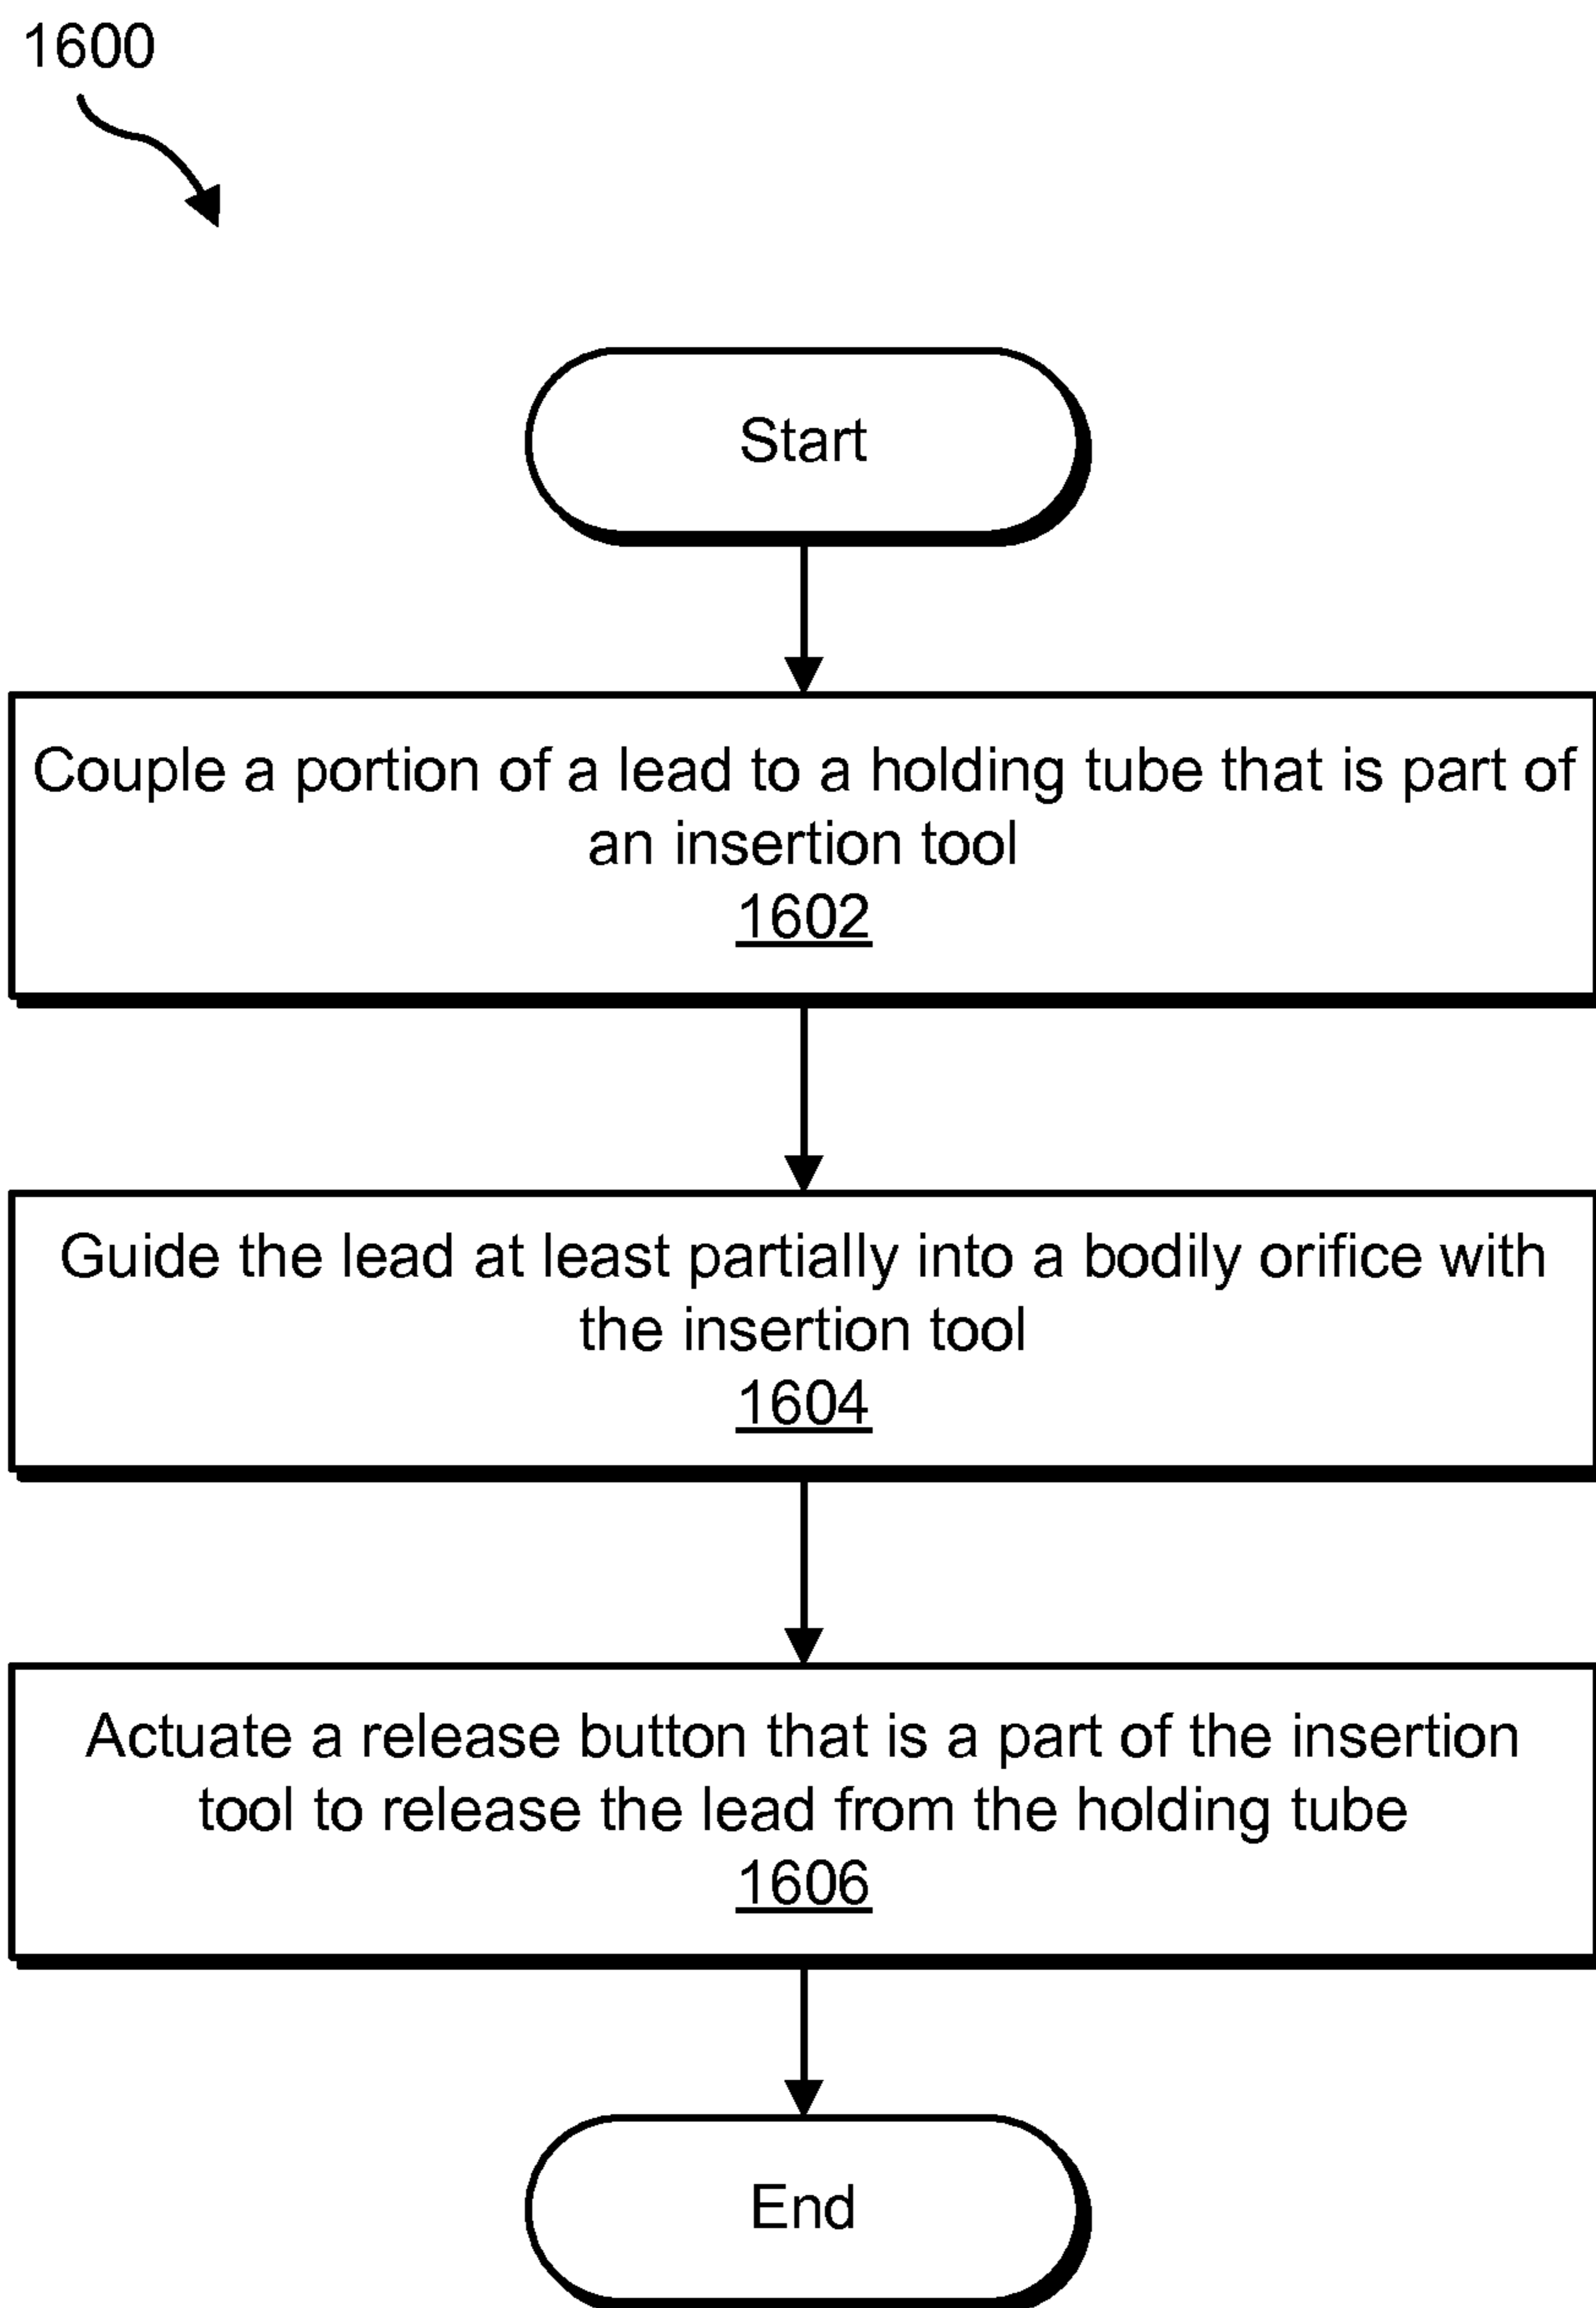 1600
Start
Couple a portion of a lead to a holding tube that is part of
an insertion tool
1602
Guide the lead at least partially into a bodily orifice with
the insertion tool
1604
Actuate a release button that is a part of the insertion
tool to release the lead from the holding tube
1606
End